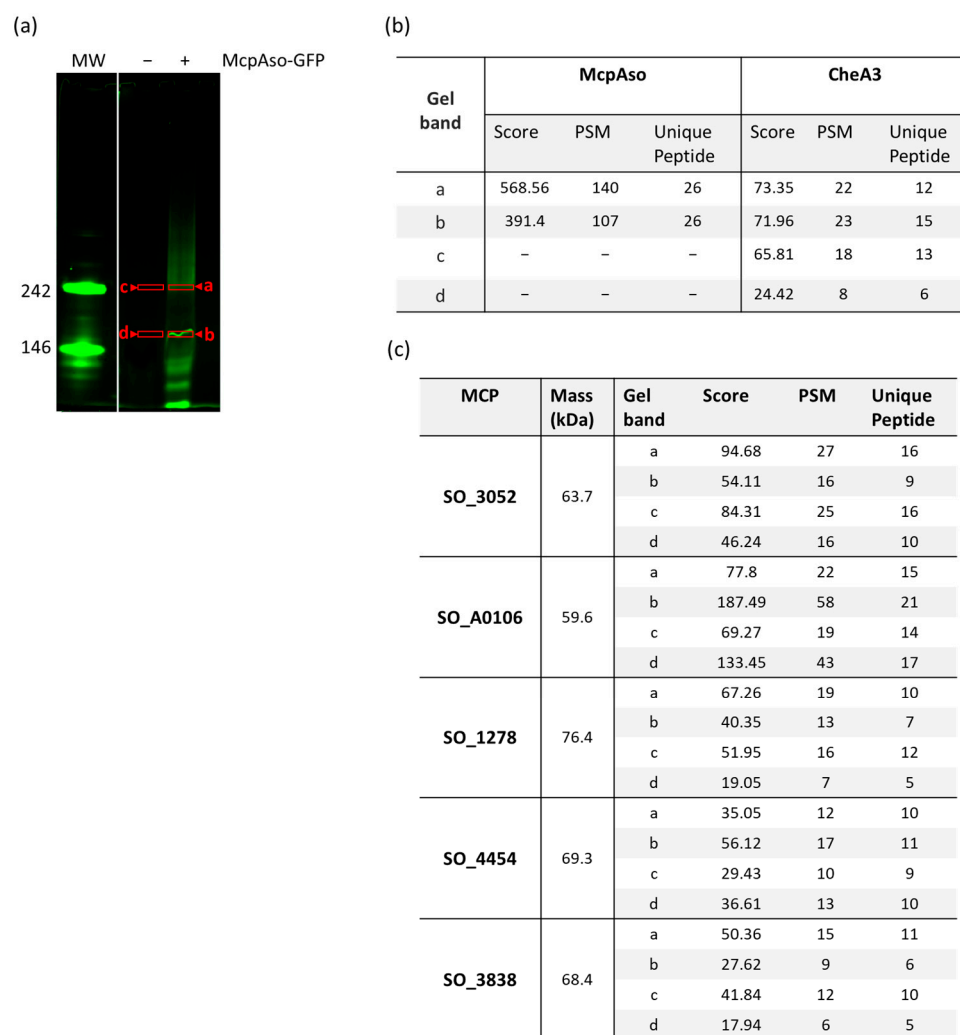 (a)
MW − + McpAso-GFP
c a
242
d b
146
(b)
Gel band McpAso CheA3
Score PSM Unique Peptide Score PSM Unique Peptide
a 568.56 140 26 73.35 22 12
b 391.4 107 26 71.96 23 15
c − − − 65.81 18 13
d − − − 24.42 8 6
(c)
MCP Mass (kDa) Gel band Score PSM Unique Peptide
SO_3052 63.7 a 94.68 27 16
b 54.11 16 9
c 84.31 25 16
d 46.24 16 10
SO_A0106 59.6 a 77.8 22 15
b 187.49 58 21
c 69.27 19 14
d 133.45 43 17
SO_1278 76.4 a 67.26 19 10
b 40.35 13 7
c 51.95 16 12
d 19.05 7 5
SO_4454 69.3 a 35.05 12 10
b 56.12 17 11
c 29.43 10 9
d 36.61 13 10
SO_3838 68.4 a 50.36 15 11
b 27.62 9 6
c 41.84 12 10
d 17.94 6 5